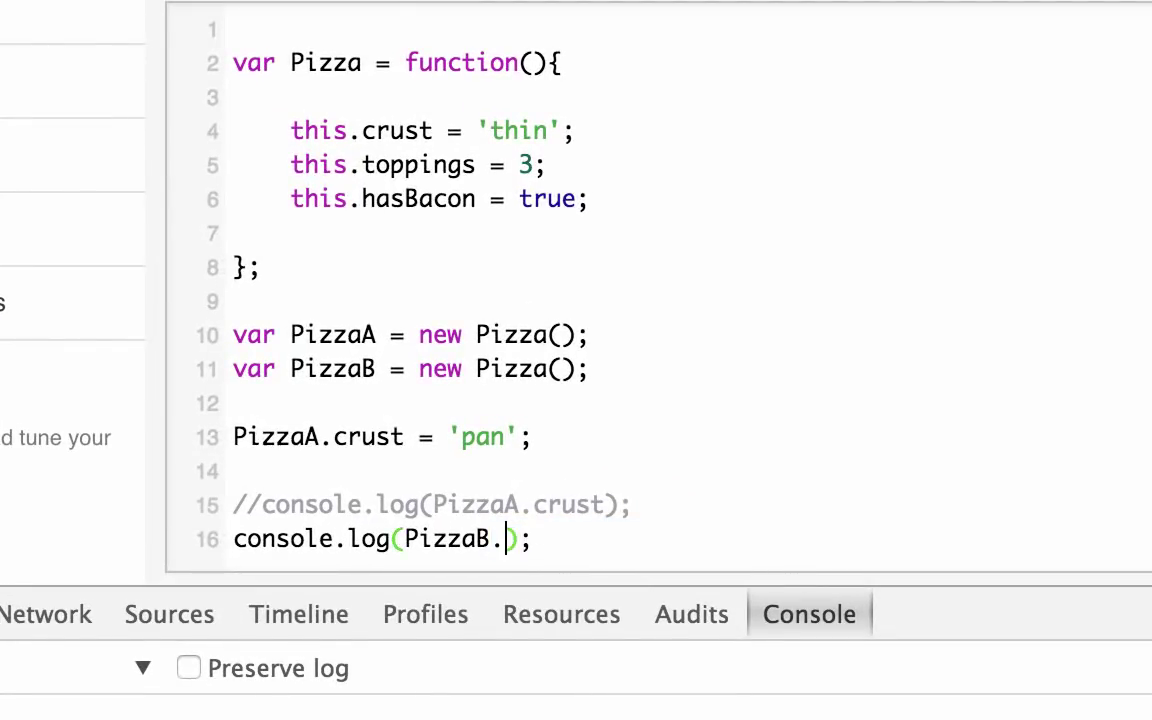 1
2 var Pizza = function(){
3
4 this.crust = 'thin';
5 this.toppings = 3;
6 this.hasBacon = true;
7
8 };
9
s
10 var PizzaA = new Pizza();
11 var PizzaB = new Pizza();
12
d tune your
13 PizzaA.crust = 'pan';
14
15 //console.log(PizzaA.crust);
16 console.log(PizzaB.);
Network Sources Timeline Profiles Resources Audits Console
▼ Preserve log